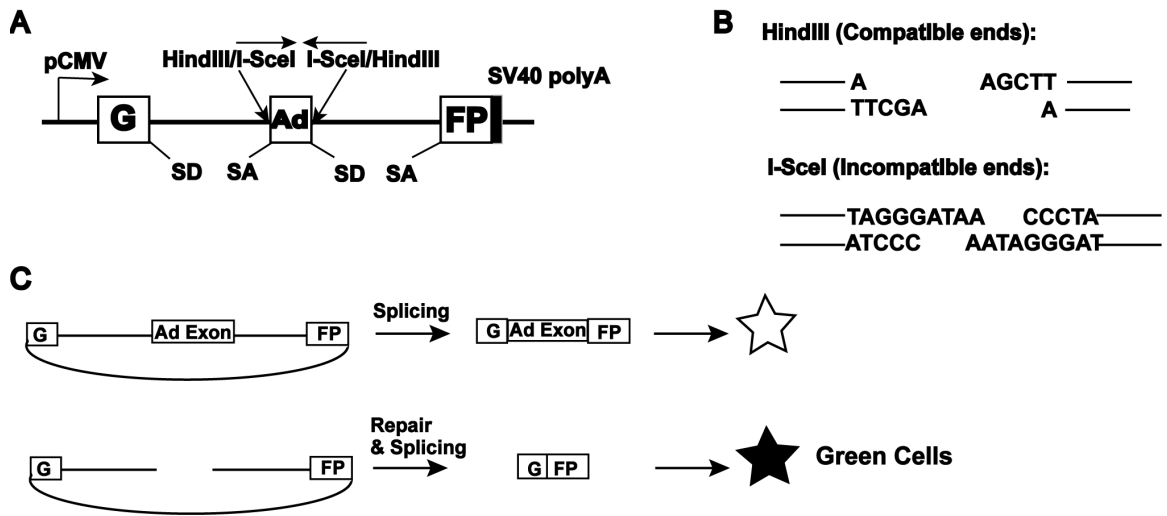 A
pCMV
HindIII/I-SceI I-SceI/HindIII
SV40 polyA
G
Ad
FP
SD
SA
SD
SA
B
HindIII (Compatible ends):
A AGCTT
TTCGA A
I-SceI (Incompatible ends):
TAGGGATAA CCCTA
ATCCC AATAGGGAT
C
G Ad Exon FP
Splicing
G Ad Exon FP
G FP
Repair
& Splicing
G FP
Green Cells